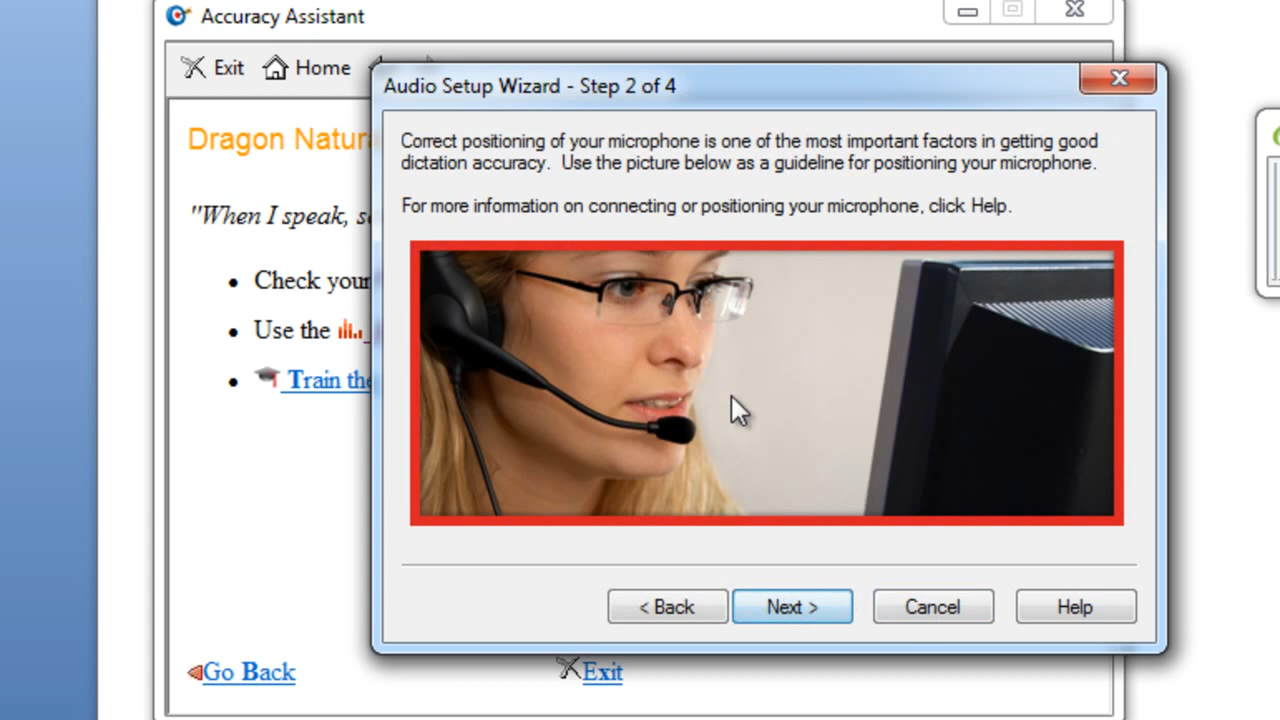 Accuracy Assistant
Exit Home
Audio Setup Wizard - Step 2 of 4
Dragon
Correct positioning of your microphone is one of the most important factors in getting good
dictation accuracy. Use the picture below as a guideline for positioning your microphone.
For more information on connecting or positioning your microphone, click Help.
"When I speak,
Check your
Use the
Train the
< Back Next > Cancel Help
Go Back Exit